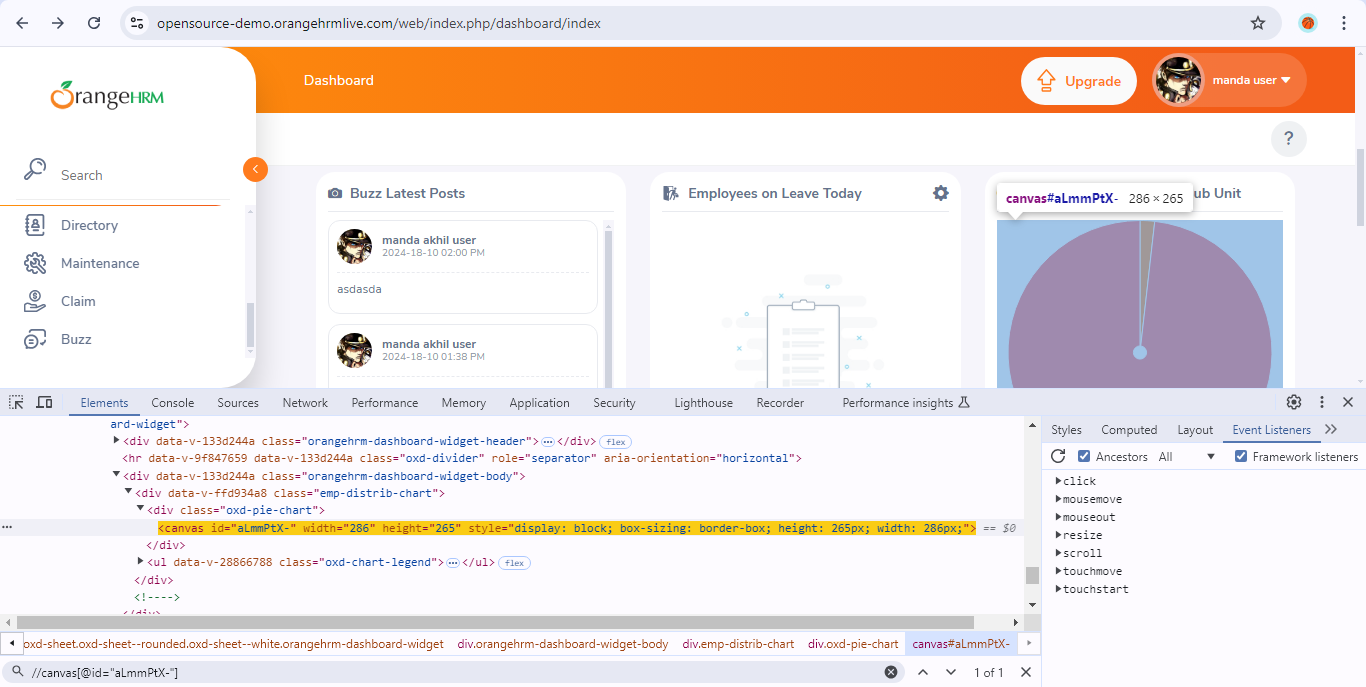 opensource-demo.orangehrmlive.com/web/index.php/dashboard/index
OrangeHRM
Dashboard
Upgrade
manda user
?
Search
Directory
Maintenance
Claim
Buzz
Buzz Latest Posts
manda akhil user
2024-18-10 02:00 PM
asdasda
manda akhil user
2024-18-10 01:38 PM
Employees on Leave Today
ub Unit
canvas#aLmmPtX- 286 × 265
Elements Console Sources Network Performance Memory Application Security Lighthouse Recorder Performance insights
ard-widget">
<div data-v-133d244a class="orangehrm-dashboard-widget-header"> ⋯ </div> flex
<hr data-v-9f847659 data-v-133d244a class="oxd-divider" role="separator" aria-orientation="horizontal">
<div data-v-133d244a class="orangehrm-dashboard-widget-body">
<div data-v-ffd934a8 class="emp-distrib-chart">
<div class="oxd-pie-chart">
<canvas id="aLmmPtX-" width="286" height="265" style="display: block; box-sizing: border-box; height: 265px; width: 286px;"> == $0
</div>
<ul data-v-28866788 class="oxd-chart-legend"> ⋯ </ul> flex
</div>
<!---->
</div>
oxd-sheet.oxd-sheet--rounded.oxd-sheet--white.orangehrm-dashboard-widget div.orangehrm-dashboard-widget-body div.emp-distrib-chart div.oxd-pie-chart canvas#aLmmPtX-
//canvas[@id="aLmmPtX-"]
1 of 1
Styles Computed Layout Event Listeners
Ancestors All Framework listeners
click
mousemove
mouseout
resize
scroll
touchmove
touchstart